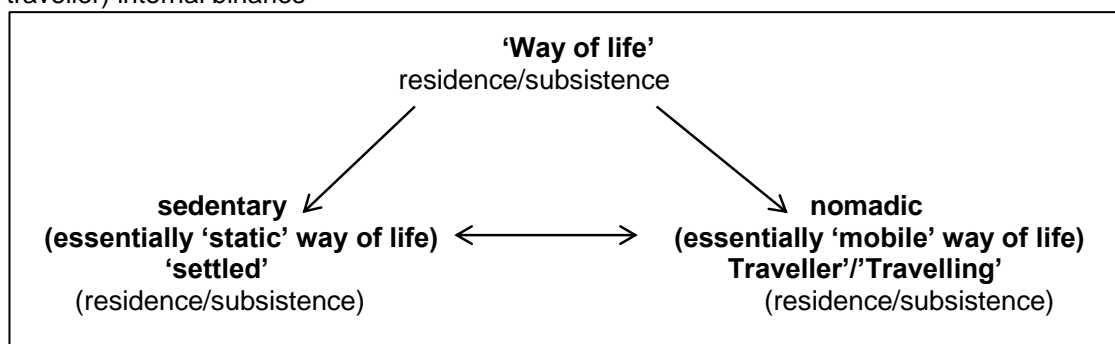 traveller) internal binaries
‘Way of life’
residence/subsistence
sedentary
(essentially ‘static’ way of life)
‘settled’
(residence/subsistence)
nomadic
(essentially ‘mobile’ way of life)
Traveller’/’Travelling’
(residence/subsistence)